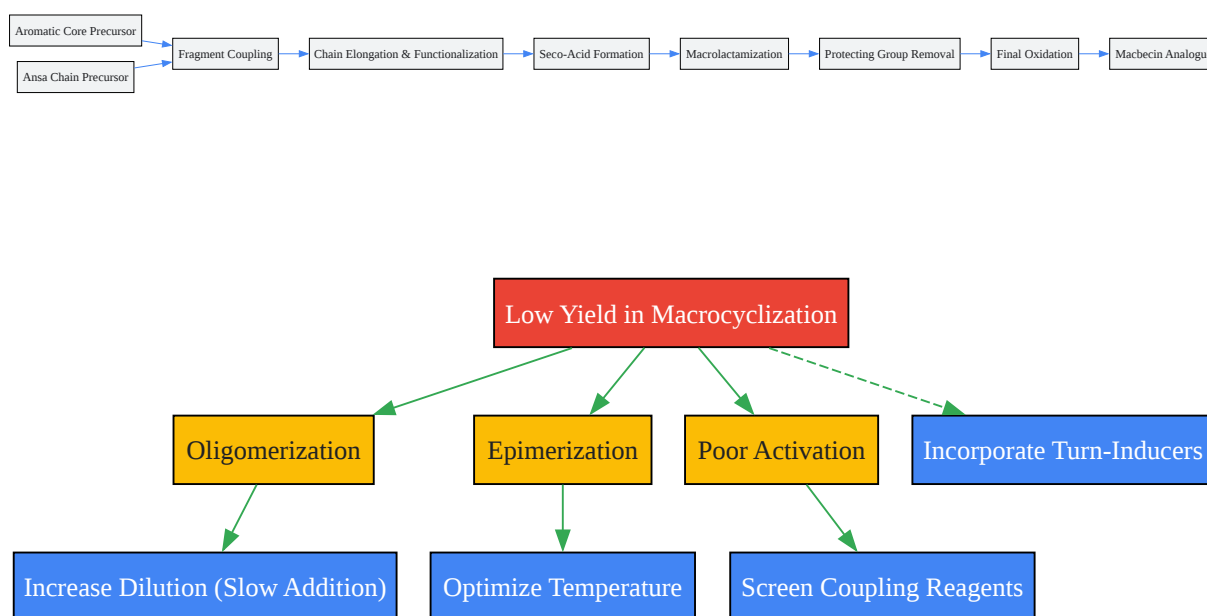 Aromatic Core Precursor
Ansa Chain Precursor
Fragment Coupling
Chain Elongation & Functionalization
Seco-Acid Formation
Macrolactamization
Protecting Group Removal
Final Oxidation
Macbecin Analogu
Low Yield in Macrocyclization
Oligomerization
Epimerization
Poor Activation
Incorporate Turn-Inducers
Increase Dilution (Slow Addition)
Optimize Temperature
Screen Coupling Reagents